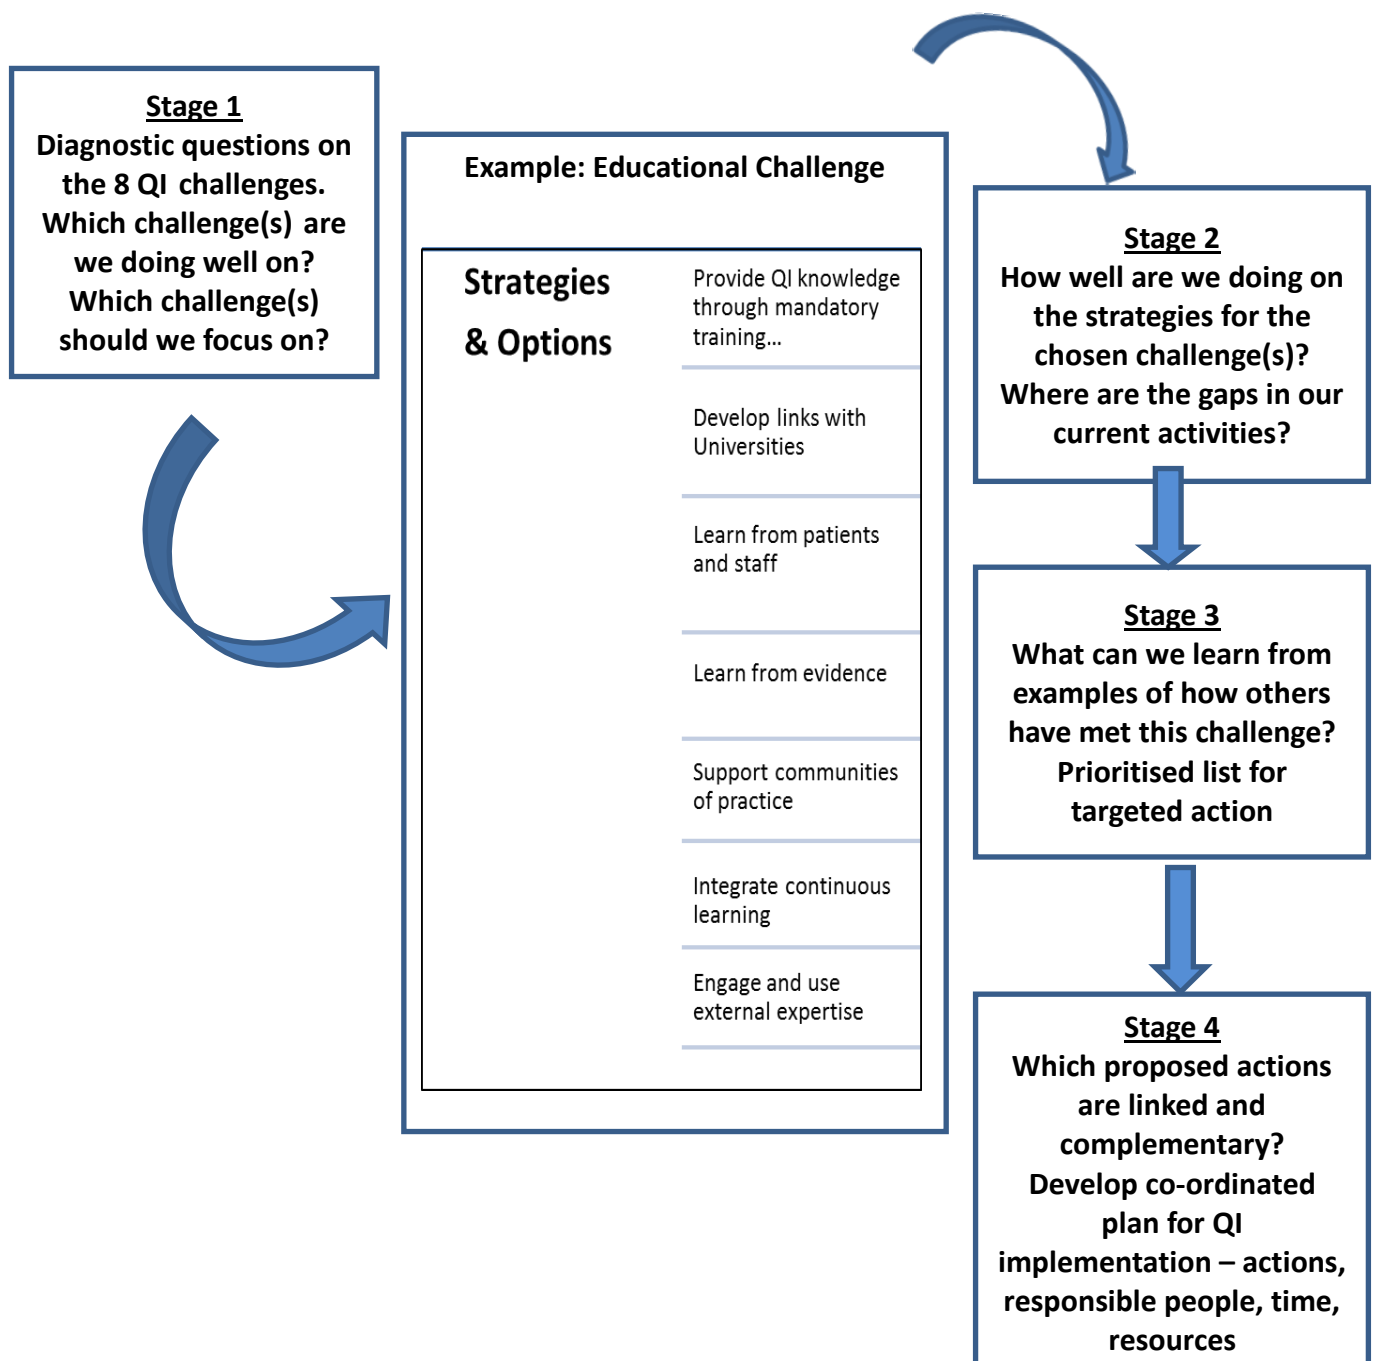 Stage 1
Diagnostic questions on
the 8 QI challenges.
Which challenge(s) are
we doing well on?
Which challenge(s)
should we focus on?
Example: Educational Challenge
Strategies
& Options
Provide QI knowledge
through mandatory
training...
Develop links with
Universities
Learn from patients
and staff
Learn from evidence
Support communities
of practice
Integrate continuous
learning
Engage and use
external expertise
Stage 2
How well are we doing on
the strategies for the
chosen challenge(s)?
Where are the gaps in our
current activities?
Stage 3
What can we learn from
examples of how others
have met this challenge?
Prioritised list for
targeted action
Stage 4
Which proposed actions
are linked and
complementary?
Develop co-ordinated
plan for QI
implementation – actions,
responsible people, time,
resources